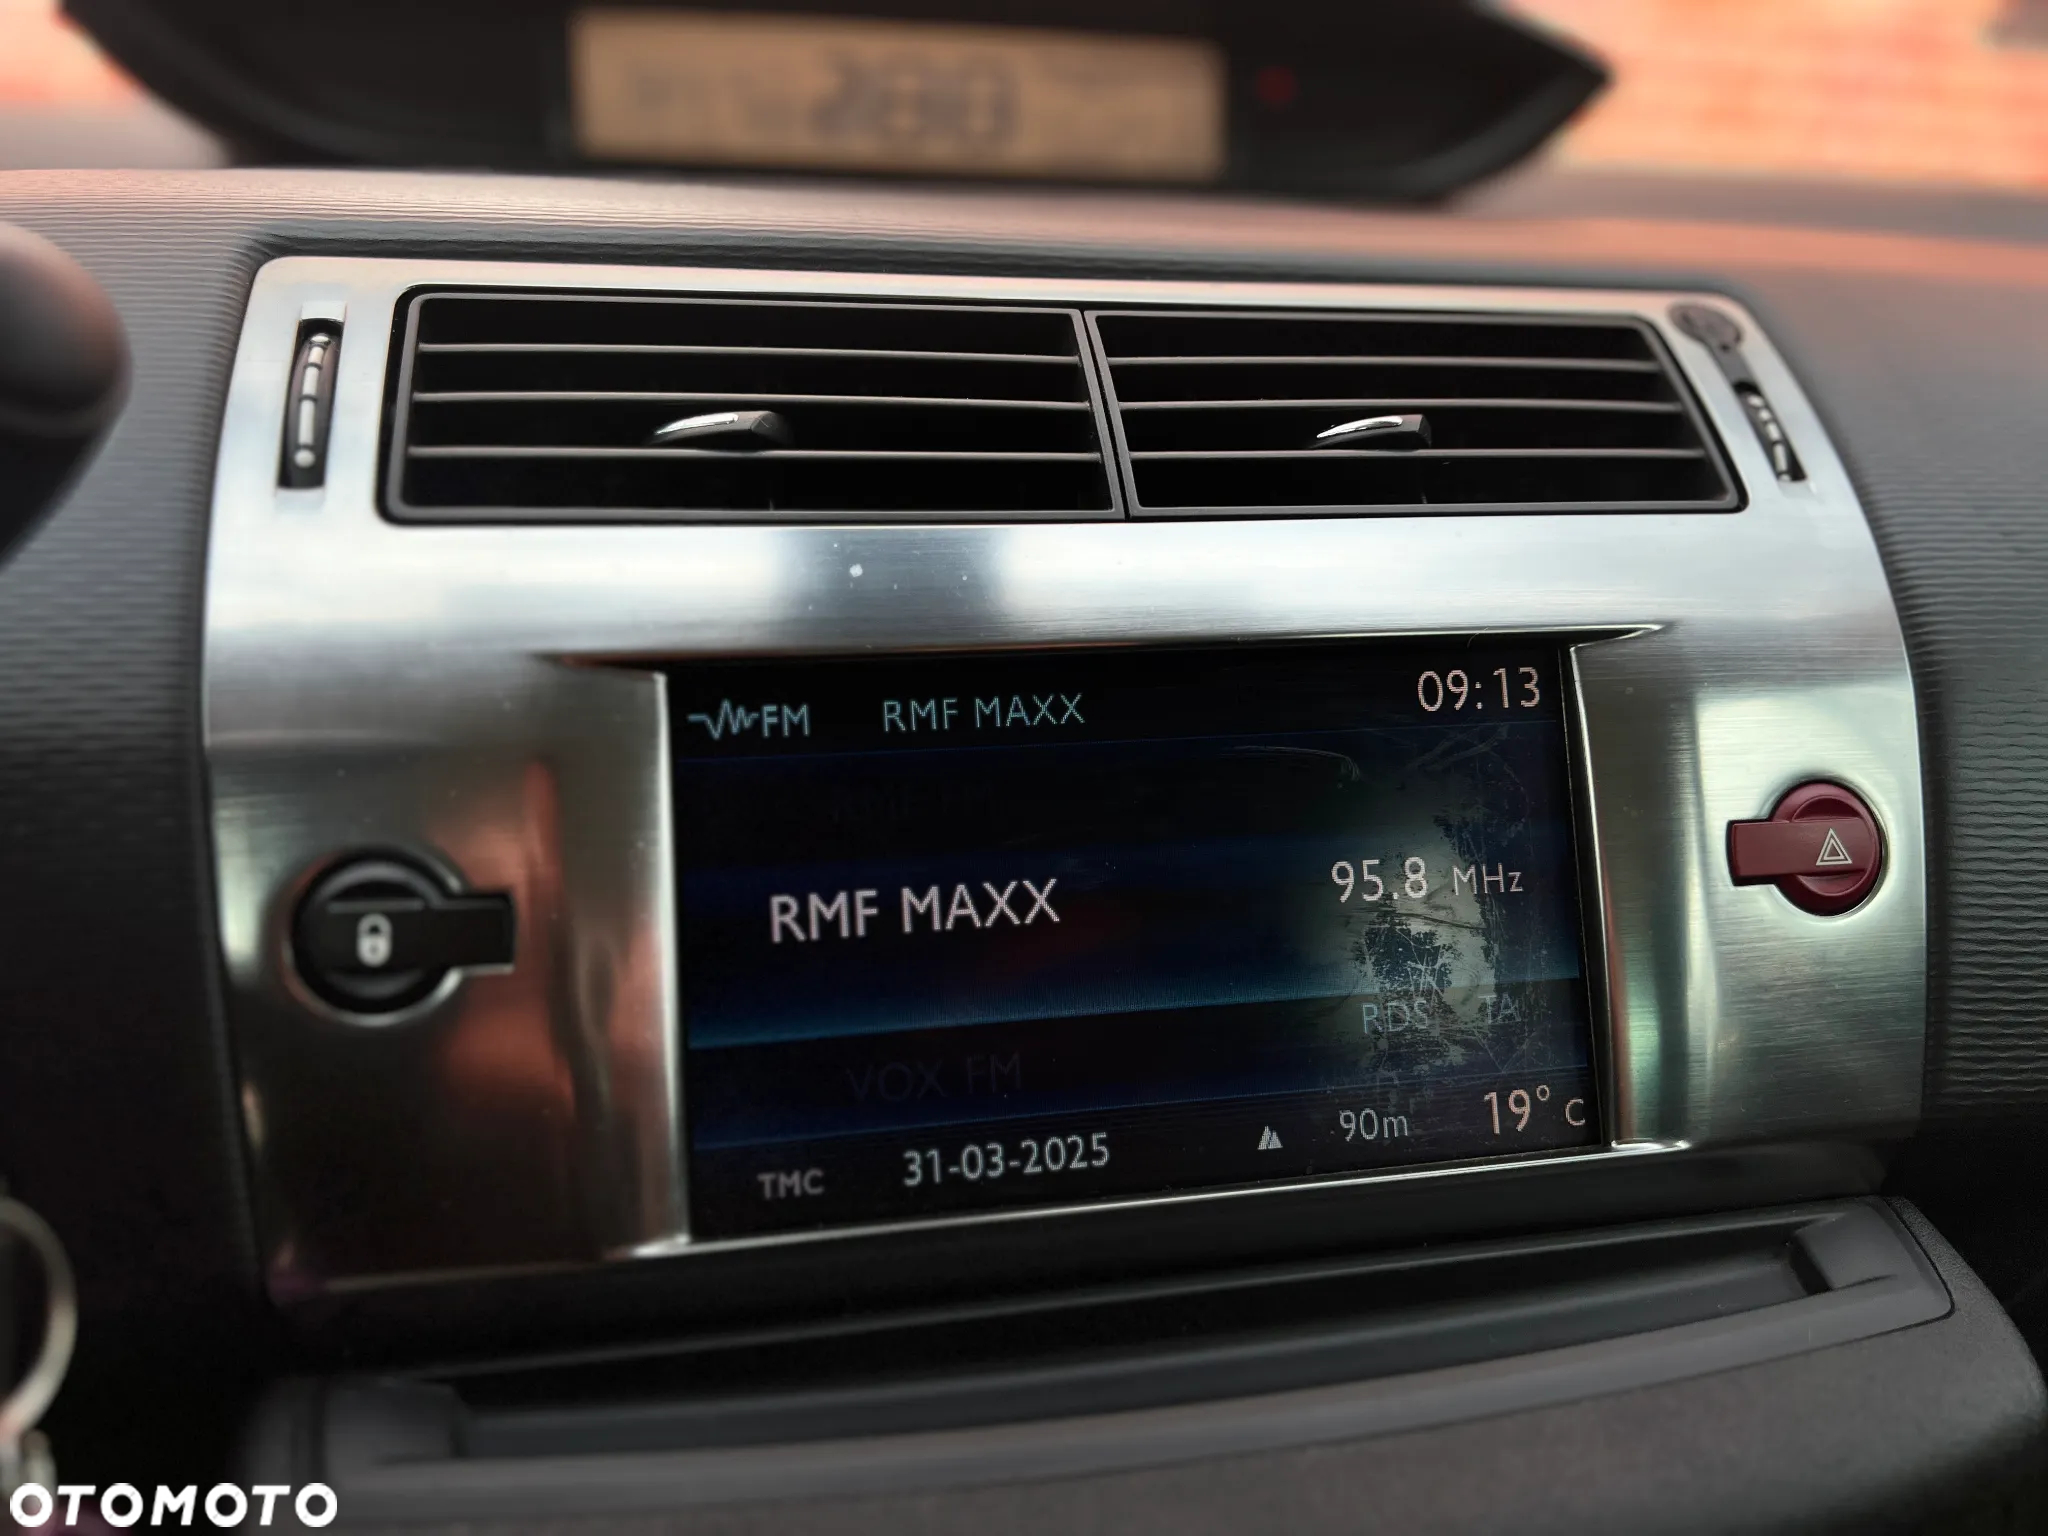 FM RMF MAXX 09:13
RMF MAXX 95.8 MHz
RDS TA
VOX FM
TMC 31-03-2025 90m 19° C
OTOMOTO